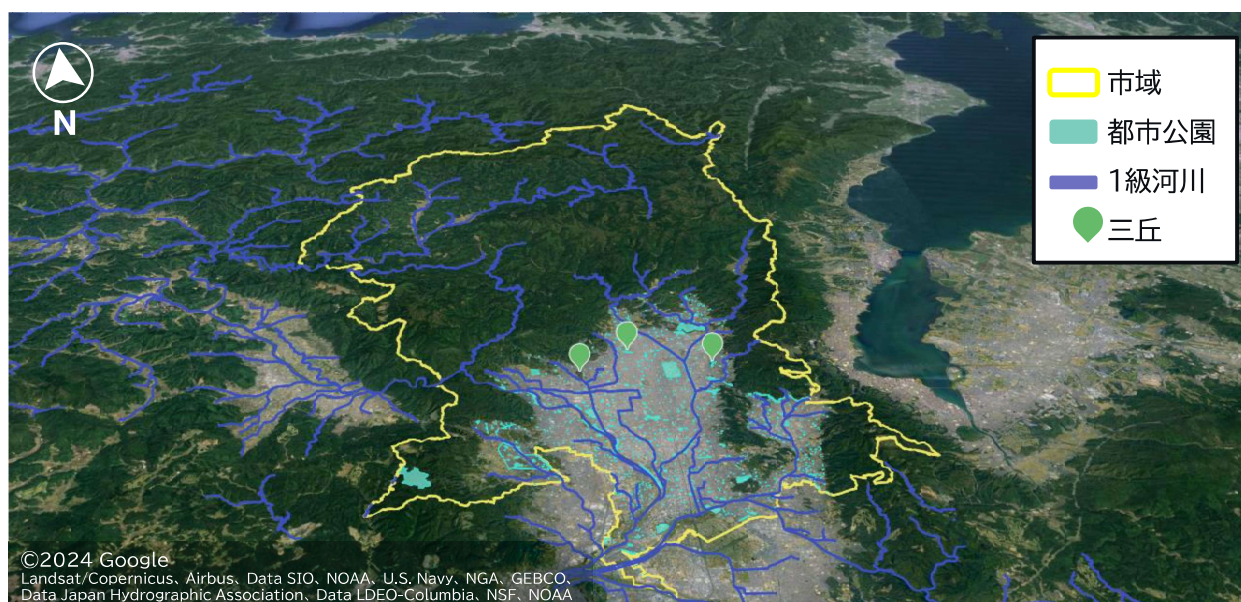 N
市域
都市公園
1級河川
三丘
©2024 Google
Landsat/Copernicus、Airbus、Data SIO、NOAA、U.S. Navy、NGA、GEBCO、
Data Japan Hydrographic Association、Data LDEO-Columbia、NSF、NOAA